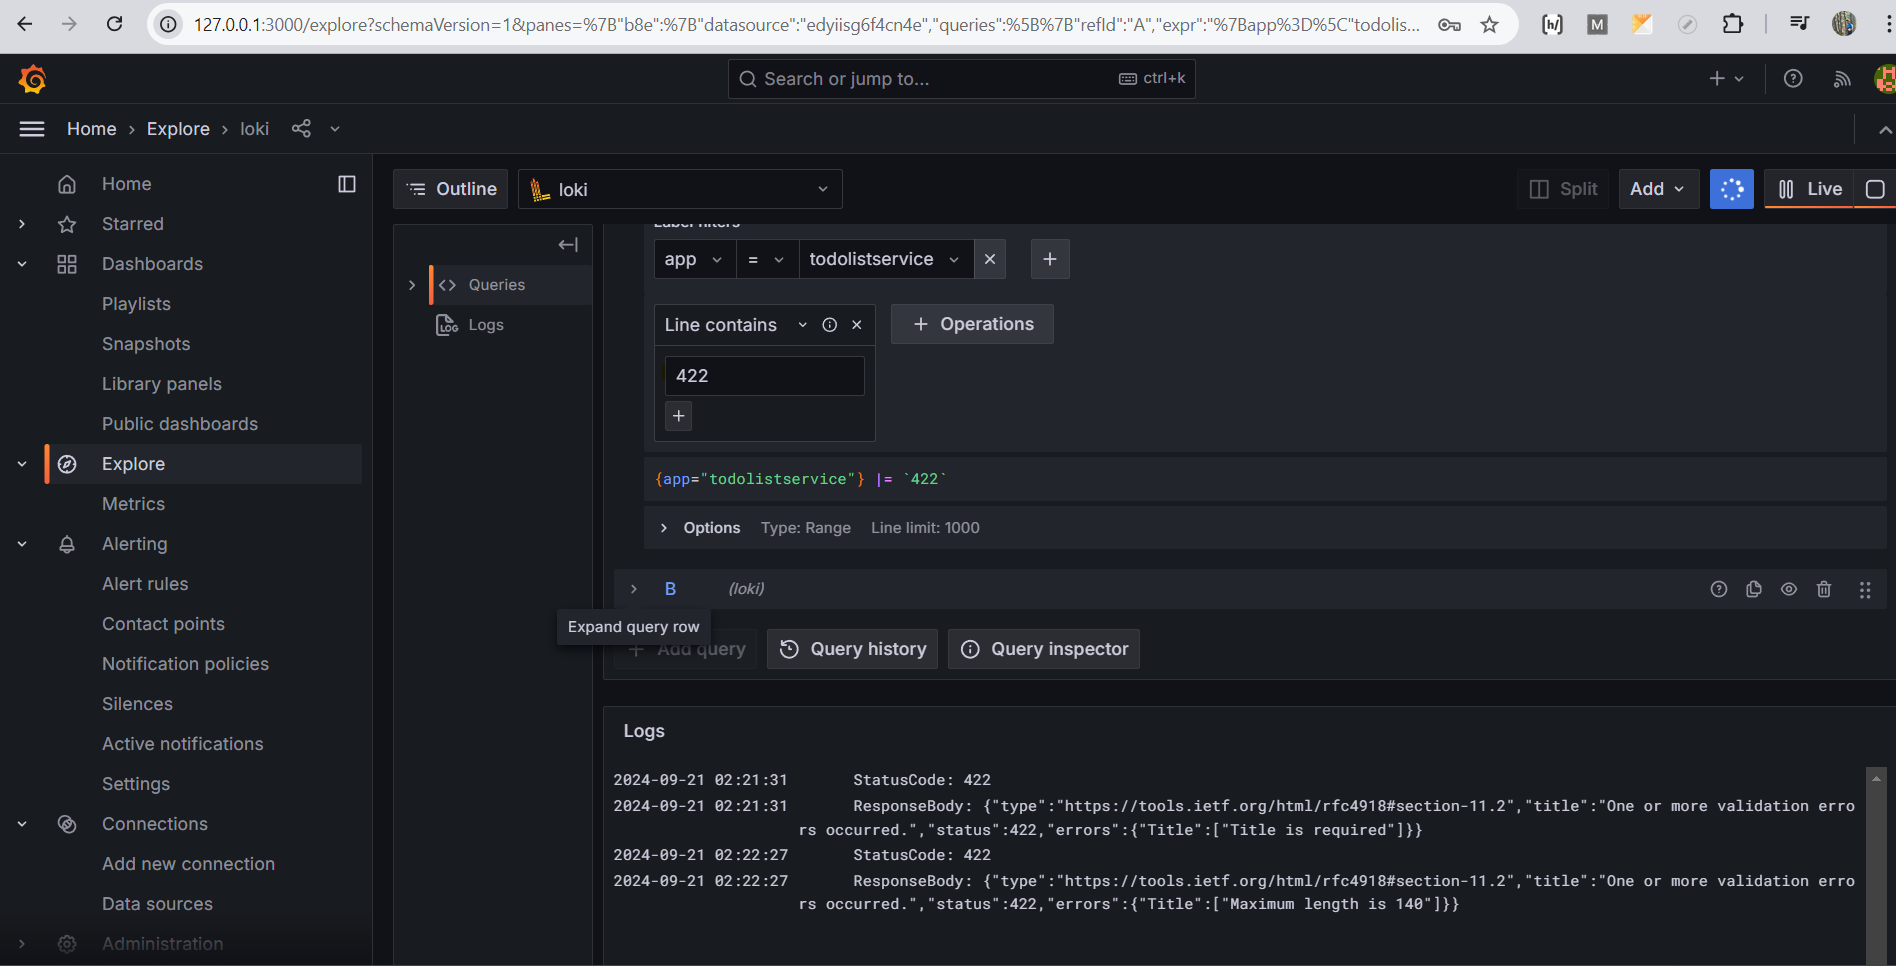 127.0.0.1:3000/explore?schemaVersion=1&panes=%7B"b8e":%7B"datasource":"edyiisg6f4cn4e","queries":%5B%7B"refId":"A","expr":"%7Bapp%3D%5C"todolis...
Search or jump to... ctrl+k
Home › Explore › loki
Home
Starred
Dashboards
Playlists
Snapshots
Library panels
Public dashboards
Explore
Metrics
Alerting
Alert rules
Contact points
Notification policies
Silences
Active notifications
Settings
Connections
Add new connection
Data sources
Administration
Outline
loki
Split
Add
Live
Queries
Logs
Label filters
app = todolistservice
Line contains
Operations
422
{app="todolistservice"} |= `422`
Options Type: Range Line limit: 1000
B (loki)
Expand query row
Add query Query history Query inspector
Logs
2024-09-21 02:21:31 StatusCode: 422
2024-09-21 02:21:31 ResponseBody: {"type":"https://tools.ietf.org/html/rfc4918#section-11.2","title":"One or more validation erro
rs occurred.","status":422,"errors":{"Title":["Title is required"]}}
2024-09-21 02:22:27 StatusCode: 422
2024-09-21 02:22:27 ResponseBody: {"type":"https://tools.ietf.org/html/rfc4918#section-11.2","title":"One or more validation erro
rs occurred.","status":422,"errors":{"Title":["Maximum length is 140"]}}